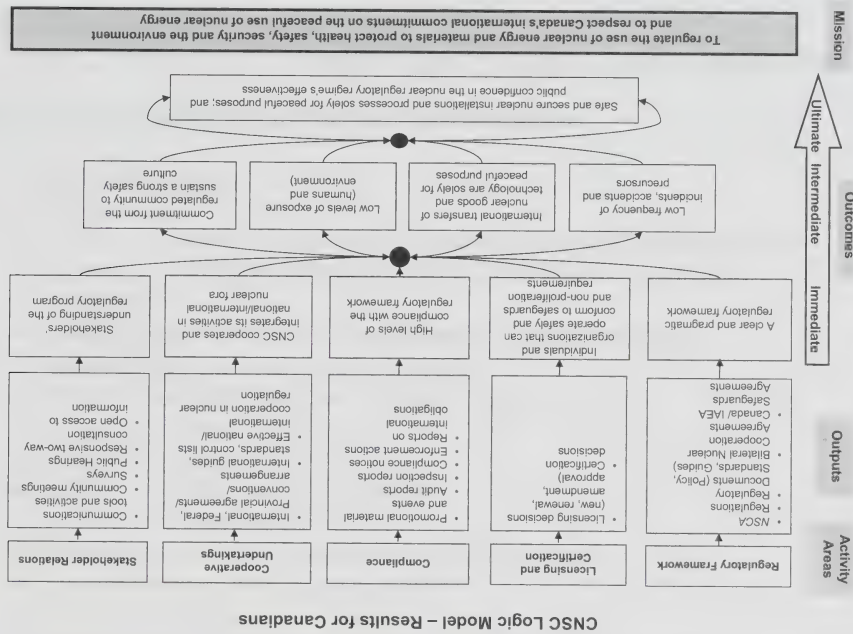 CNSC Logic Model – Results for Canadians
Activity
Areas
Regulatory Framework
Licensing and
Certification
Compliance
Cooperative
Undertakings
Stakeholder Relations
Outputs
• NSCA
• Regulations
• Regulatory
Documents (Policy,
Standards, Guides)
• Bilateral Nuclear
Cooperation
Agreements
• Canada/ IAEA
Safeguards
Agreements
• Licensing decisions
(new, renewal,
amendment,
approval)
• Certification
decisions
• Promotional material
and events
• Audit reports
• Inspection reports
• Compliance notices
• Enforcement actions
• Reports on
international
obligations
• International, Federal,
Provincial agreements/
conventions/
arrangements
• International guides,
standards, control lists
• Effective national/
international
cooperation in nuclear
regulation
• Communications
tools and activities
• Community meetings
• Surveys
• Public Hearings
• Responsive two-way
consultation
• Open access to
information
Outcomes
Immediate
A clear and pragmatic
regulatory framework
Individuals and
organizations that can
operate safely and
conform to safeguards
and non-proliferation
requirements
High levels of
compliance with the
regulatory framework
CNSC cooperates and
integrates its activities in
national/international
nuclear fora
Stakeholders'
understanding of the
regulatory program
Intermediate
Low frequency of
incidents, accidents and
precursors
International transfers of
nuclear goods and
technology are solely for
peaceful purposes
Low levels of exposure
(humans and
environment)
Commitment from the
regulated community to
sustain a strong safety
culture
Ultimate
Safe and secure nuclear installations and processes solely for peaceful purposes; and
public confidence in the nuclear regulatory regime's effectiveness
Mission
To regulate the use of nuclear energy and materials to protect health, safety, security and the environment
and to respect Canada's international commitments on the peaceful use of nuclear energy